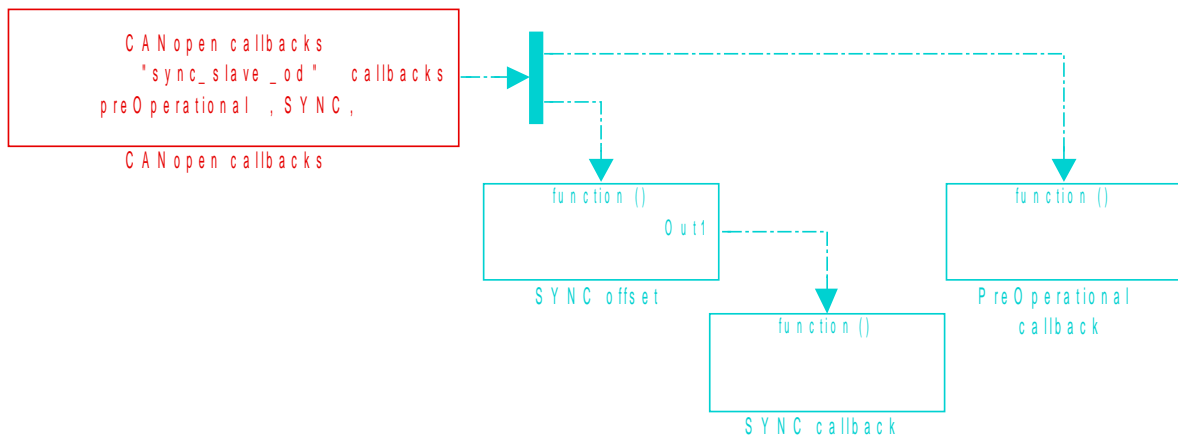 CANopen callbacks
"sync_slave_od" callbacks
preOperational ,SYNC,
CANopen callbacks
function ()
Out1
SYNC offset
function ()
SYNC callback
function ()
PreOperational
callback